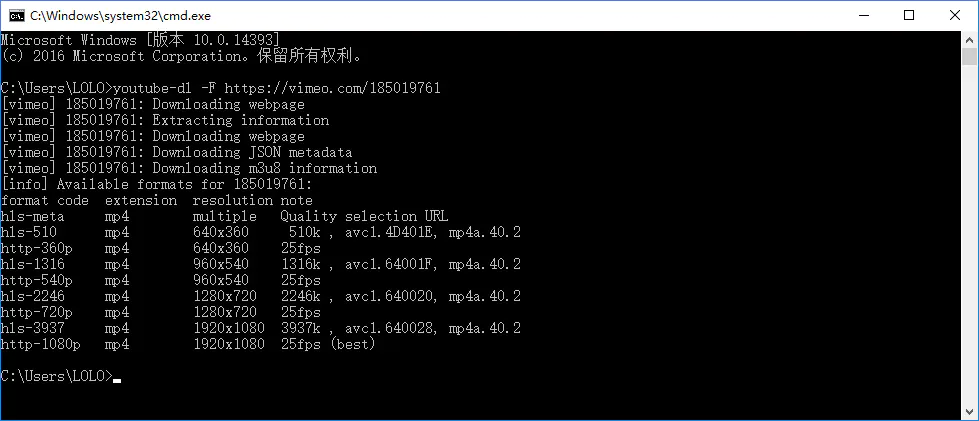 C:\Windows\system32\cmd.exe
Microsoft Windows [版本 10.0.14393]
(c) 2016 Microsoft Corporation。保留所有权利。
C:\Users\LOLO>youtube-dl -F https://vimeo.com/185019761
[vimeo] 185019761: Downloading webpage
[vimeo] 185019761: Extracting information
[vimeo] 185019761: Downloading webpage
[vimeo] 185019761: Downloading JSON metadata
[vimeo] 185019761: Downloading m3u8 information
[info] Available formats for 185019761:
format code  extension  resolution note
hls-meta     mp4        multiple   Quality selection URL
hls-510      mp4        640x360     510k , avc1.4D401E, mp4a.40.2
http-360p    mp4        640x360    25fps
hls-1316     mp4        960x540    1316k , avc1.64001F, mp4a.40.2
http-540p    mp4        960x540    25fps
hls-2246     mp4        1280x720   2246k , avc1.640020, mp4a.40.2
http-720p    mp4        1280x720   25fps
hls-3937     mp4        1920x1080  3937k , avc1.640028, mp4a.40.2
http-1080p   mp4        1920x1080  25fps (best)
C:\Users\LOLO>